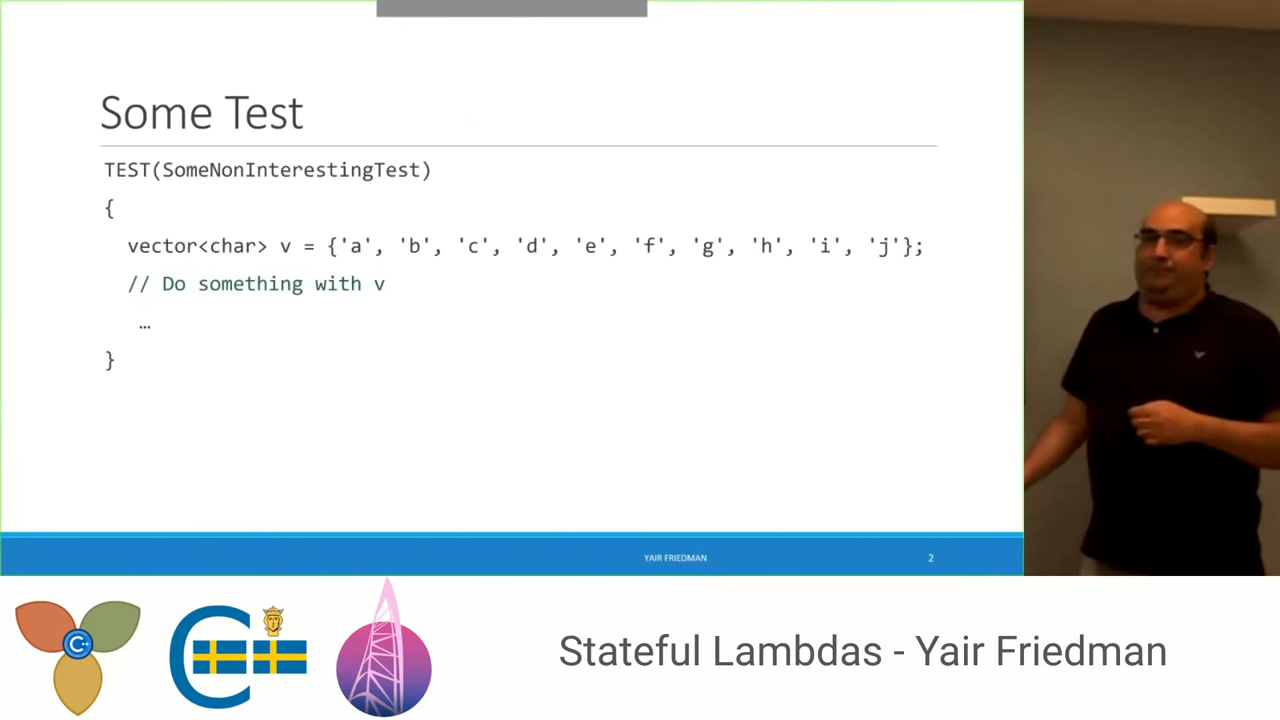 Some Test
TEST(SomeNonInterestingTest)
{
vector<char> v = {'a', 'b', 'c', 'd', 'e', 'f', 'g', 'h', 'i', 'j'};
// Do something with v
…
}
YAIR FRIEDMAN
2
C++
C
Stateful Lambdas - Yair Friedman